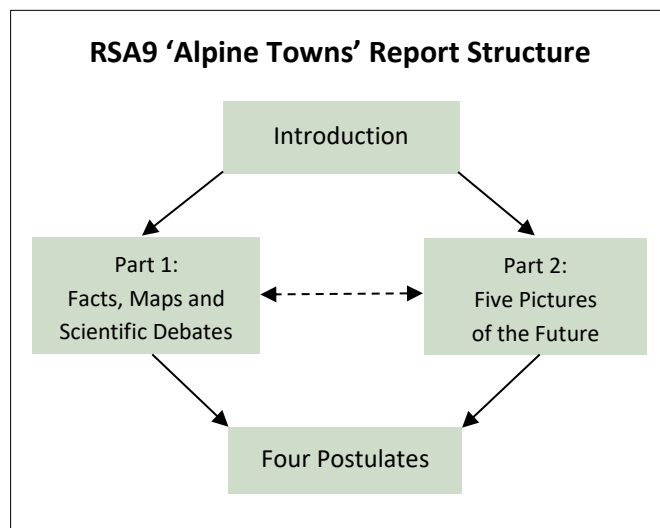 RSA9 ‘Alpine Towns’ Report Structure
Introduction
Part 1:
Facts, Maps and
Scientific Debates
Part 2:
Five Pictures
of the Future
Four Postulates